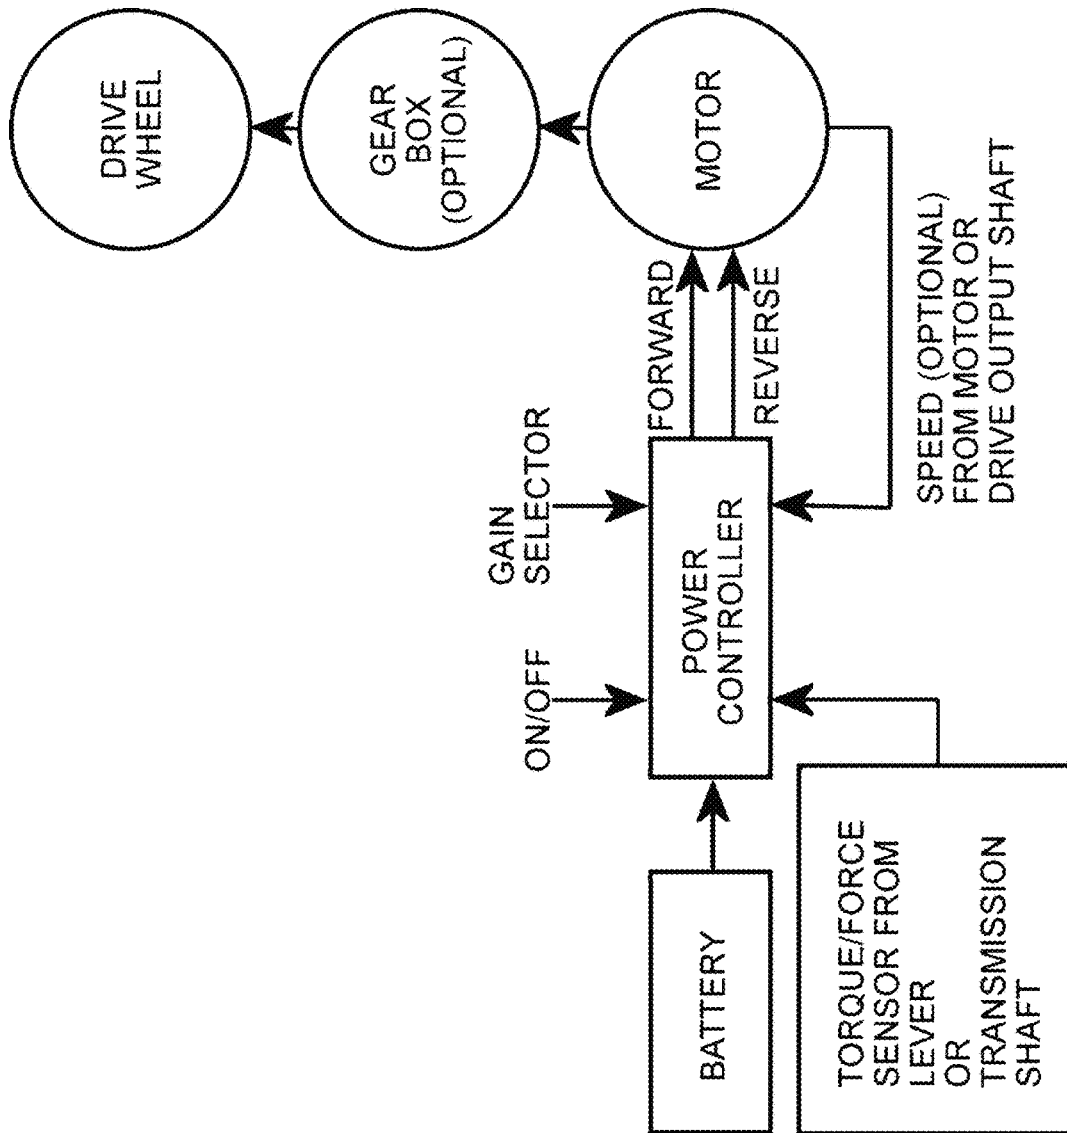 DRIVE
WHEEL
GEAR
BOX
(OPTIONAL)
MOTOR
FORWARD
REVERSE
SPEED (OPTIONAL)
FROM MOTOR OR
DRIVE OUTPUT SHAFT
GAIN
SELECTOR
ON/OFF
POWER
CONTROLLER
BATTERY
TORQUE/FORCE
SENSOR FROM
LEVER
OR
TRANSMISSION
SHAFT